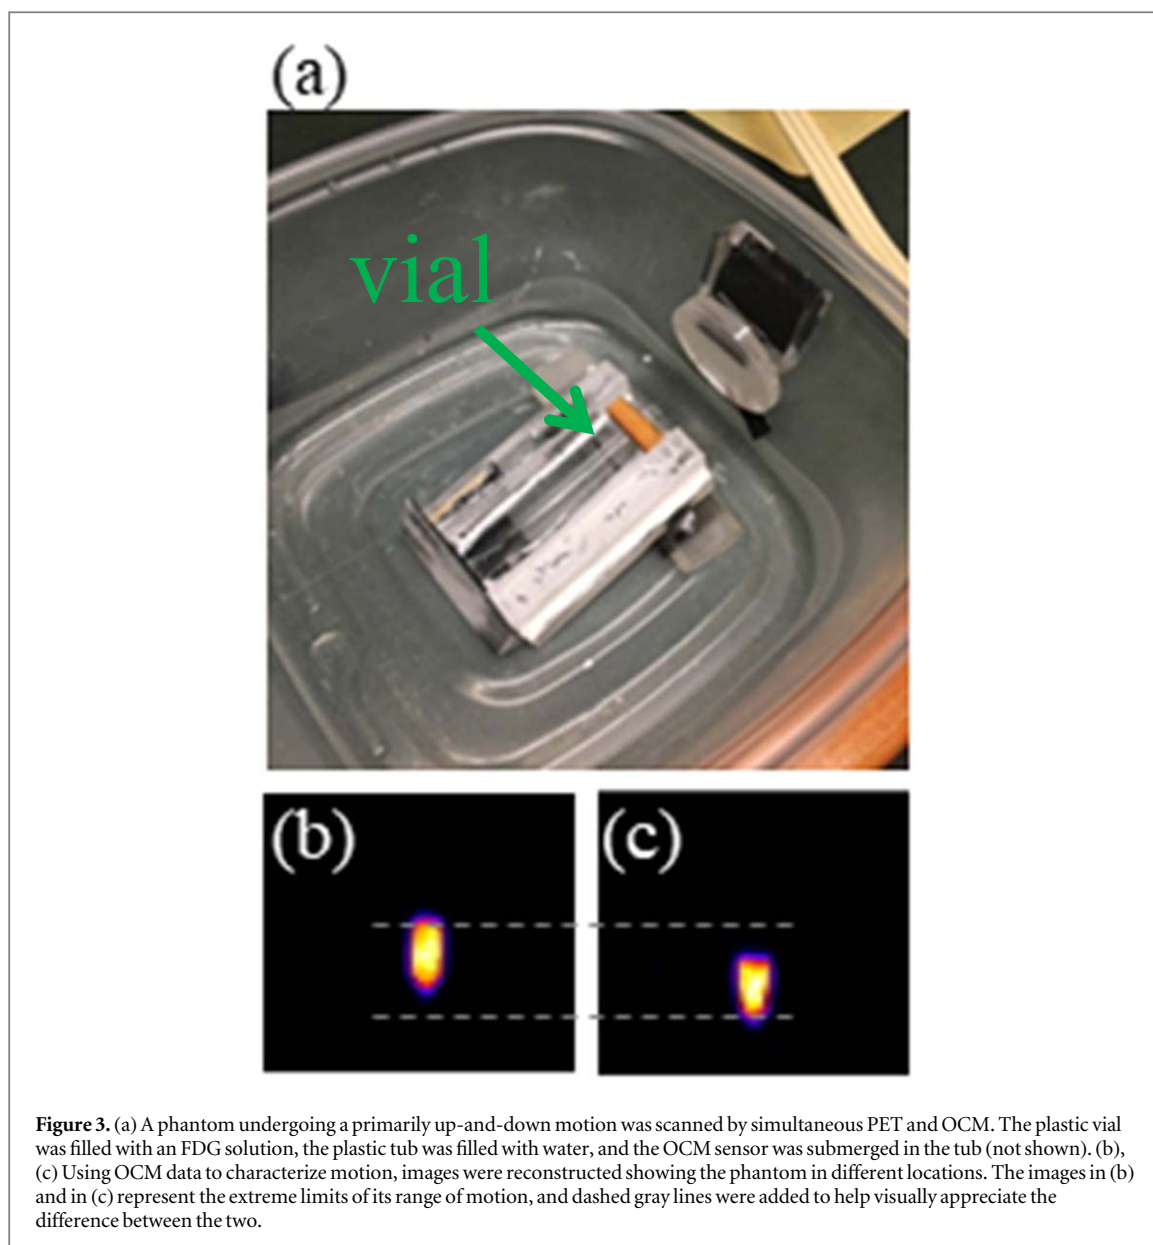 (a)
vial
(b)
(c)
Figure 3. (a) A phantom undergoing a primarily up-and-down motion was scanned by simultaneous PET and OCM. The plastic vial
was filled with an FDG solution, the plastic tub was filled with water, and the OCM sensor was submerged in the tub (not shown). (b),
(c) Using OCM data to characterize motion, images were reconstructed showing the phantom in different locations. The images in (b)
and in (c) represent the extreme limits of its range of motion, and dashed gray lines were added to help visually appreciate the
difference between the two.